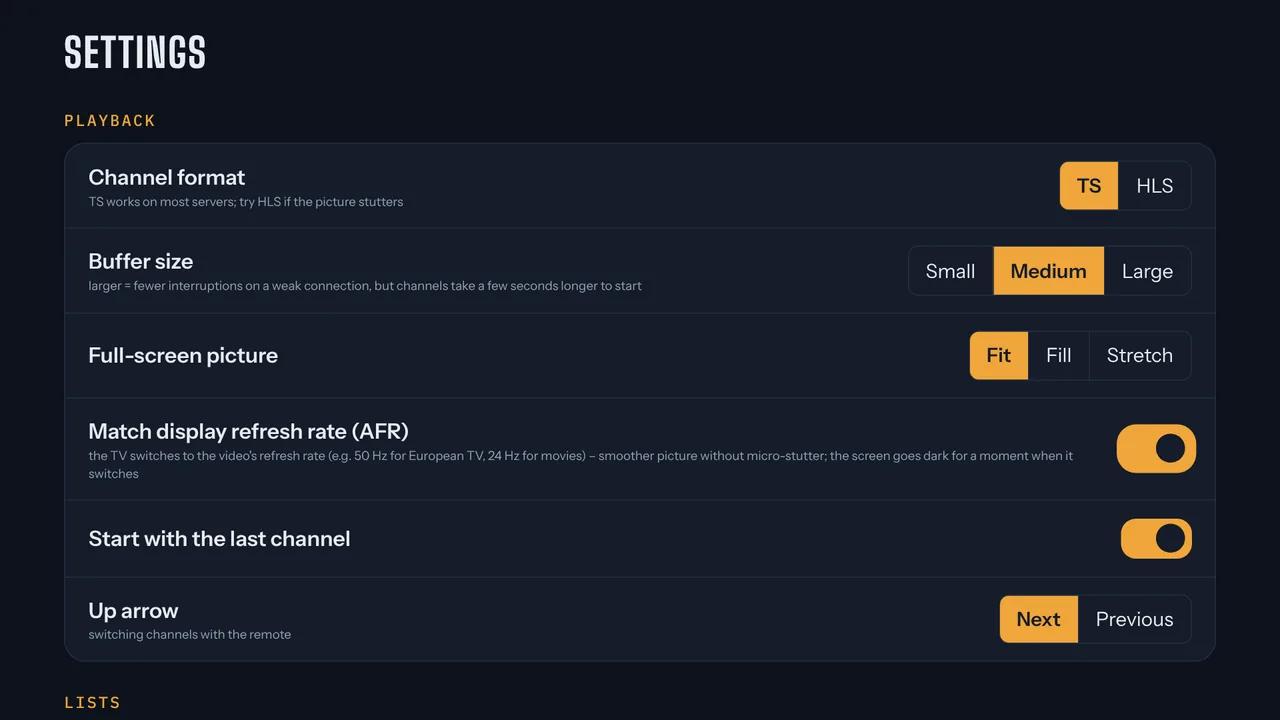 SETTINGS
PLAYBACK
Channel format
TS works on most servers; try HLS if the picture stutters
TS HLS
Buffer size
larger = fewer interruptions on a weak connection, but channels take a few seconds longer to start
Small Medium Large
Full-screen picture
Fit Fill Stretch
Match display refresh rate (AFR)
the TV switches to the video's refresh rate (e.g. 50 Hz for European TV, 24 Hz for movies) – smoother picture without micro-stutter; the screen goes dark for a moment when it
switches
Start with the last channel
Up arrow
switching channels with the remote
Next Previous
LISTS